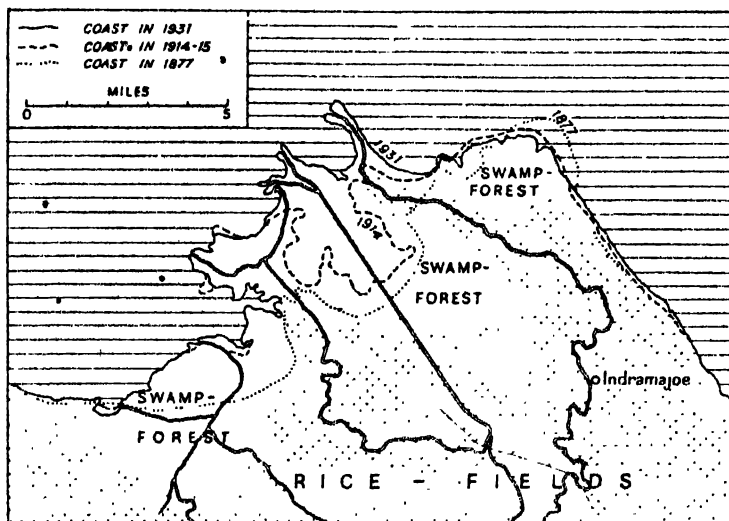 COAST IN 1931
COAST. IN 1914-15
COAST IN 1877
MILES
0 5
1931
1877
SWAMP-
FOREST
1914
SWAMP-
FOREST
Indramajoe
SWAMP-
FOREST
RICE - FIELDS